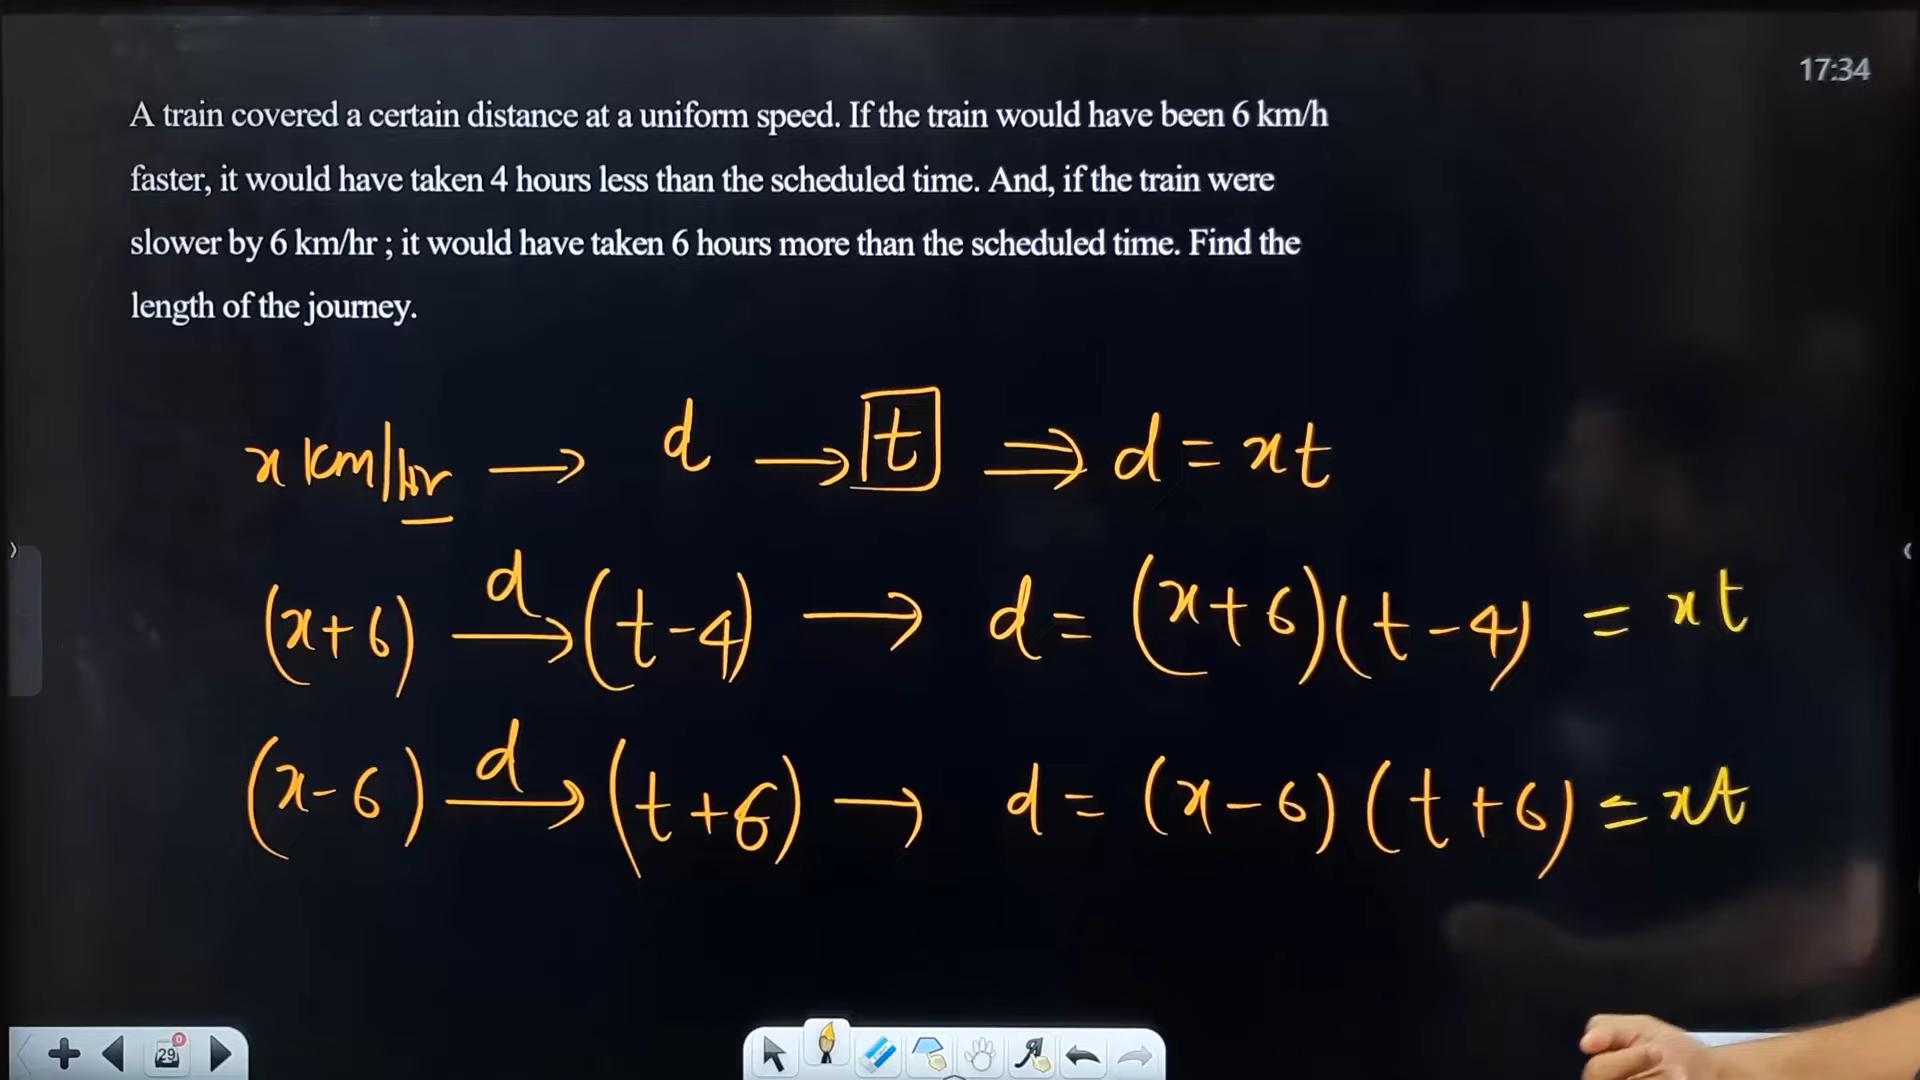 17:34
A train covered a certain distance at a uniform speed. If the train would have been 6 km/h
faster, it would have taken 4 hours less than the scheduled time. And, if the train were
slower by 6 km/hr ; it would have taken 6 hours more than the scheduled time. Find the
length of the journey.
x km/hr → d → t ⇒ d = xt
(x+6) d → (t-4) → d = (x+6)(t-4) = xt
(x-6) d → (t+6) → d = (x-6)(t+6) = xt
29 0